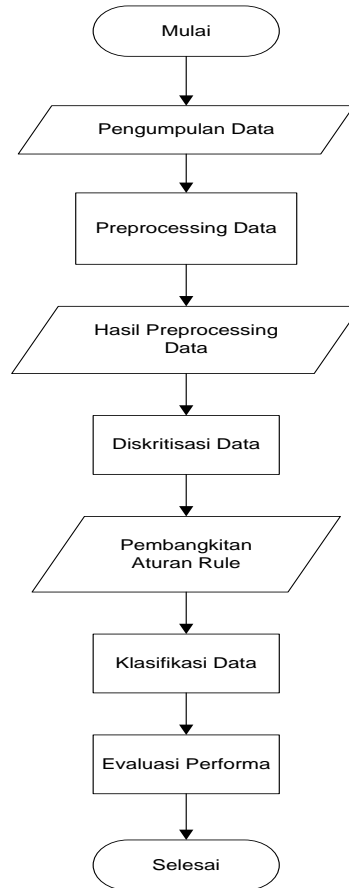 Mulai
Pengumpulan Data
Preprocessing Data
Hasil Preprocessing
Data
Diskritisasi Data
Pembangkitan
Aturan Rule
Klasifikasi Data
Evaluasi Performa
Selesai